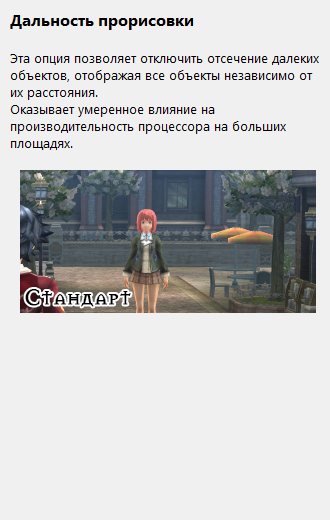 Дальность прорисовки
Эта опция позволяет отключить отсечение далеких
объектов, отображая все объекты независимо от
их расстояния.
Оказывает умеренное влияние на
производительность процессора на больших
площадях.
Стандарт